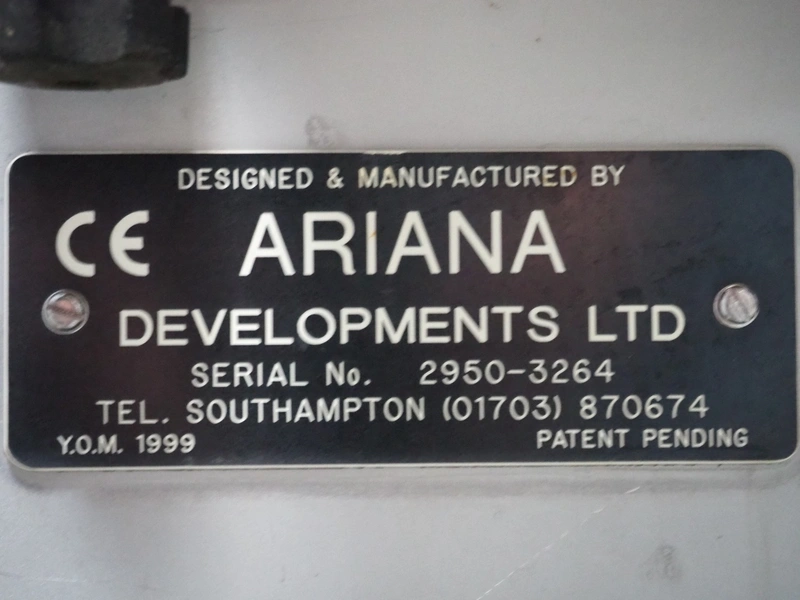 DESIGNED & MANUFACTURED BY
CE ARIANA
DEVELOPMENTS LTD
SERIAL No. 2950-3264
TEL. SOUTHAMPTON (01703) 870674
Y.O.M. 1999 PATENT PENDING